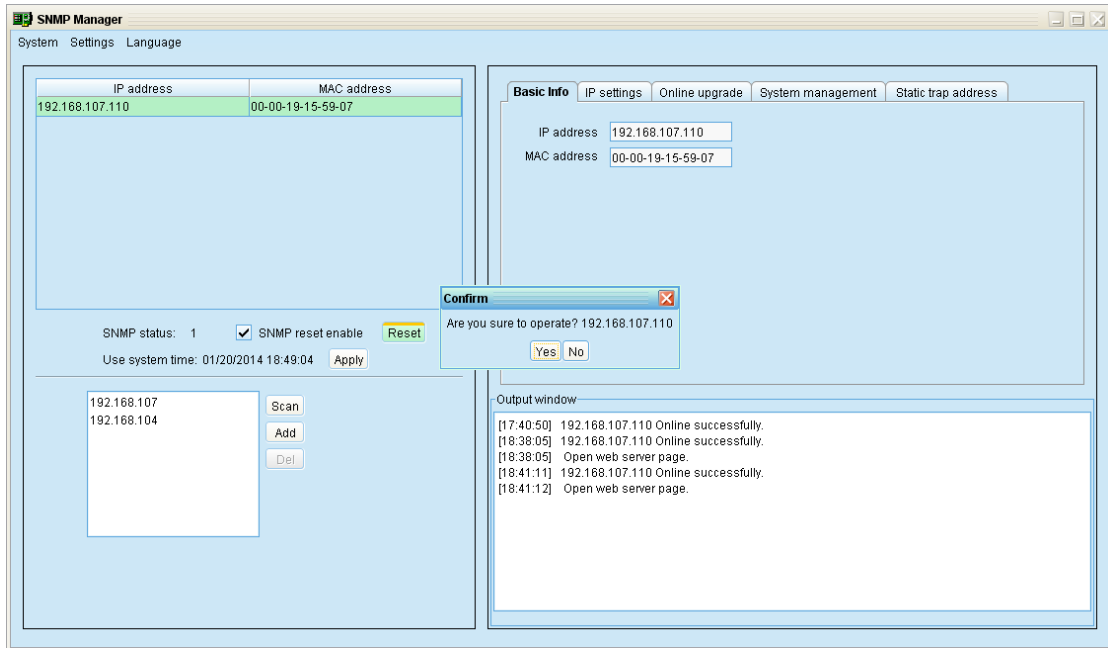 SNMP Manager
System Settings Language
IP address MAC address
192.168.107.110 00-00-19-15-59-07
SNMP status: 1 SNMP reset enable Reset
Use system time: 01/20/2014 18:49:04 Apply
192.168.107
192.168.104
Scan
Add
Del
Basic Info IP settings Online upgrade System management Static trap address
IP address 192.168.107.110
MAC address 00-00-19-15-59-07
Confirm
Are you sure to operate? 192.168.107.110
Yes No
Output window
[17:40:50] 192.168.107.110 Online successfully.
[18:38:05] 192.168.107.110 Online successfully.
[18:38:05] Open web server page.
[18:41:11] 192.168.107.110 Online successfully.
[18:41:12] Open web server page.